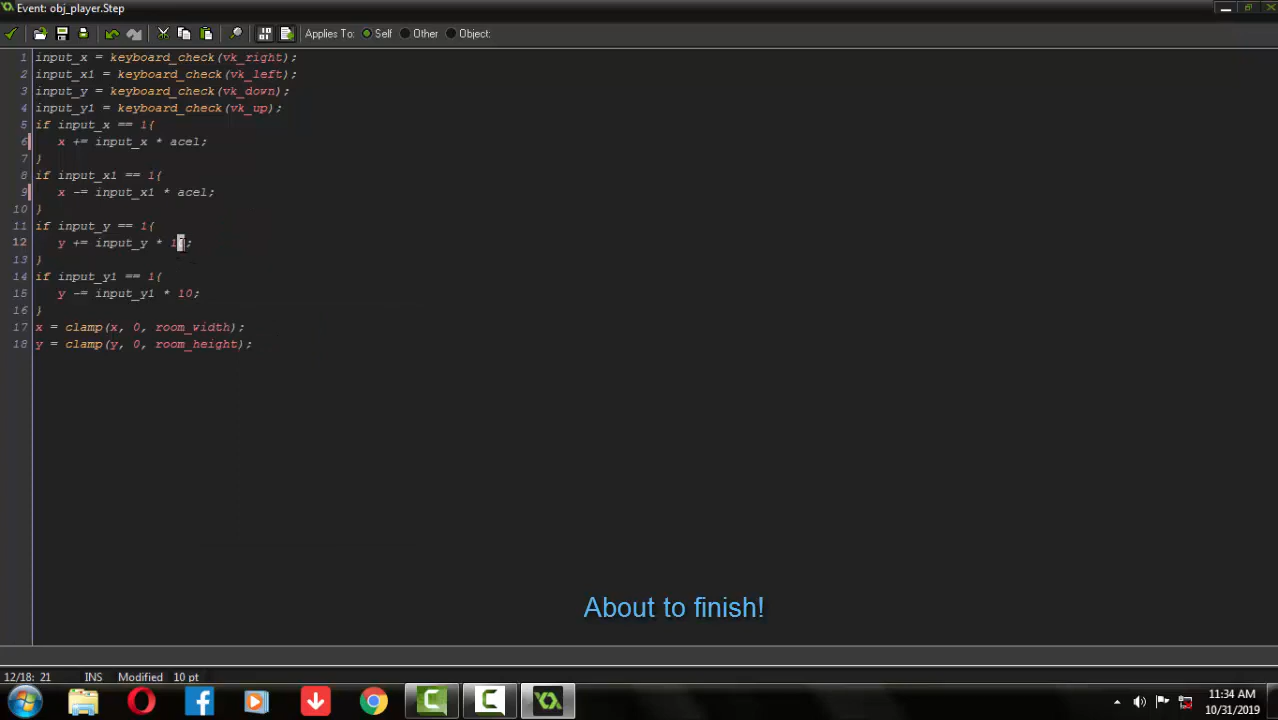 Event: obj_player.Step
Applies To: Self Other Object:
1 input_x = keyboard_check(vk_right);
2 input_x1 = keyboard_check(vk_left);
3 input_y = keyboard_check(vk_down);
4 input_y1 = keyboard_check(vk_up);
5 if input_x == 1{
6 x += input_x * acel;
7 }
8 if input_x1 == 1{
9 x -= input_x1 * acel;
10 }
11 if input_y == 1{
12 y += input_y * 1 ;
13 }
14 if input_y1 == 1{
15 y -= input_y1 * 10;
16 }
17 x = clamp(x, 0, room_width);
18 y = clamp(y, 0, room_height);
About to finish!
12/18: 21 INS Modified 10 pt
11:34 AM
10/31/2019